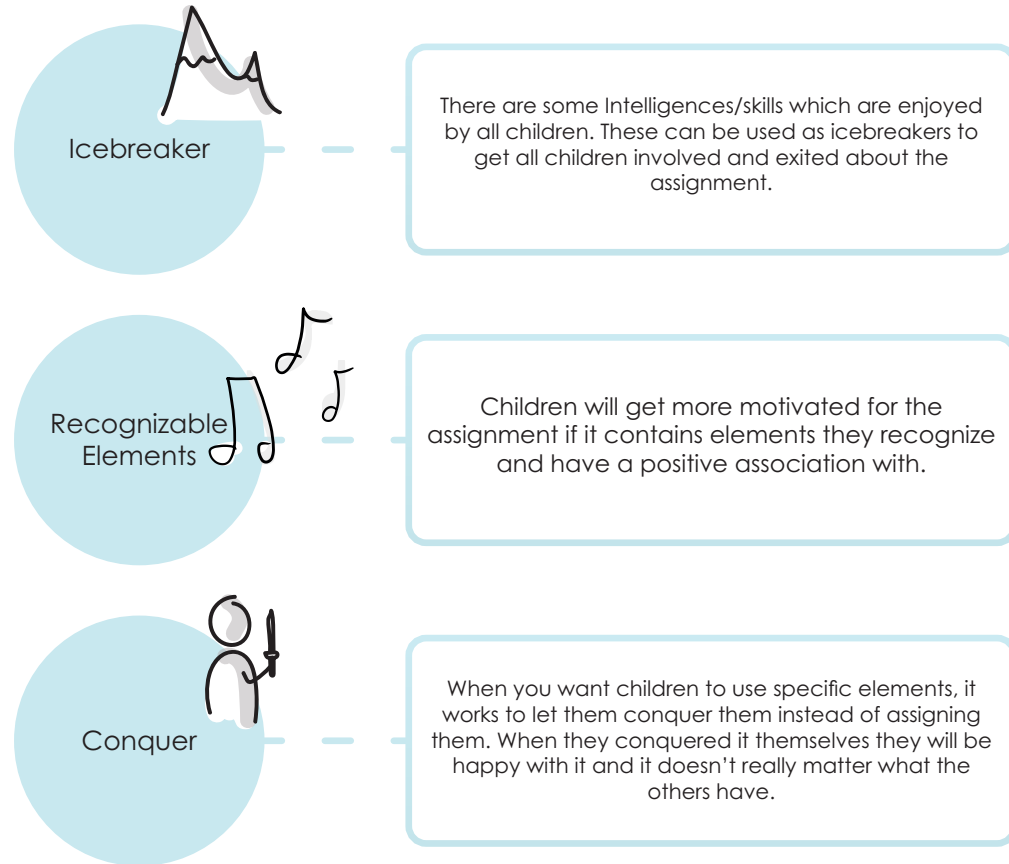 Icebreaker
There are some Intelligences/skills which are enjoyed
by all children. These can be used as icebreakers to
get all children involved and exited about the
assignment.
Recognizable
Elements
Children will get more motivated for the
assignment if it contains elements they recognize
and have a positive association with.
Conquer
When you want children to use specific elements, it
works to let them conquer them instead of assigning
them. When they conquered it themselves they will be
happy with it and it doesn't really matter what the
others have.